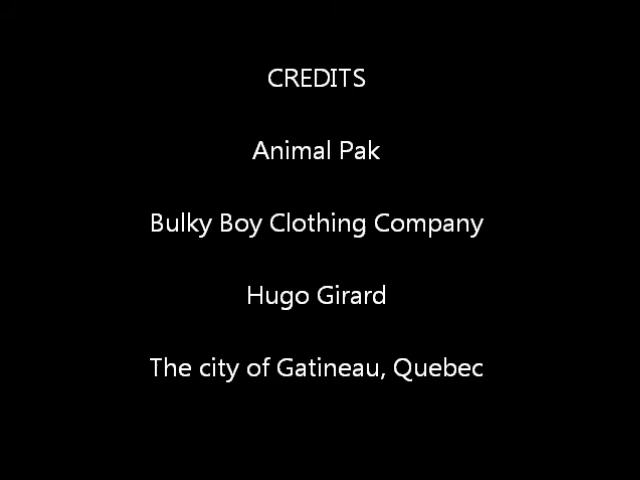 CREDITS
Animal Pak
Bulky Boy Clothing Company
Hugo Girard
The city of Gatineau, Quebec